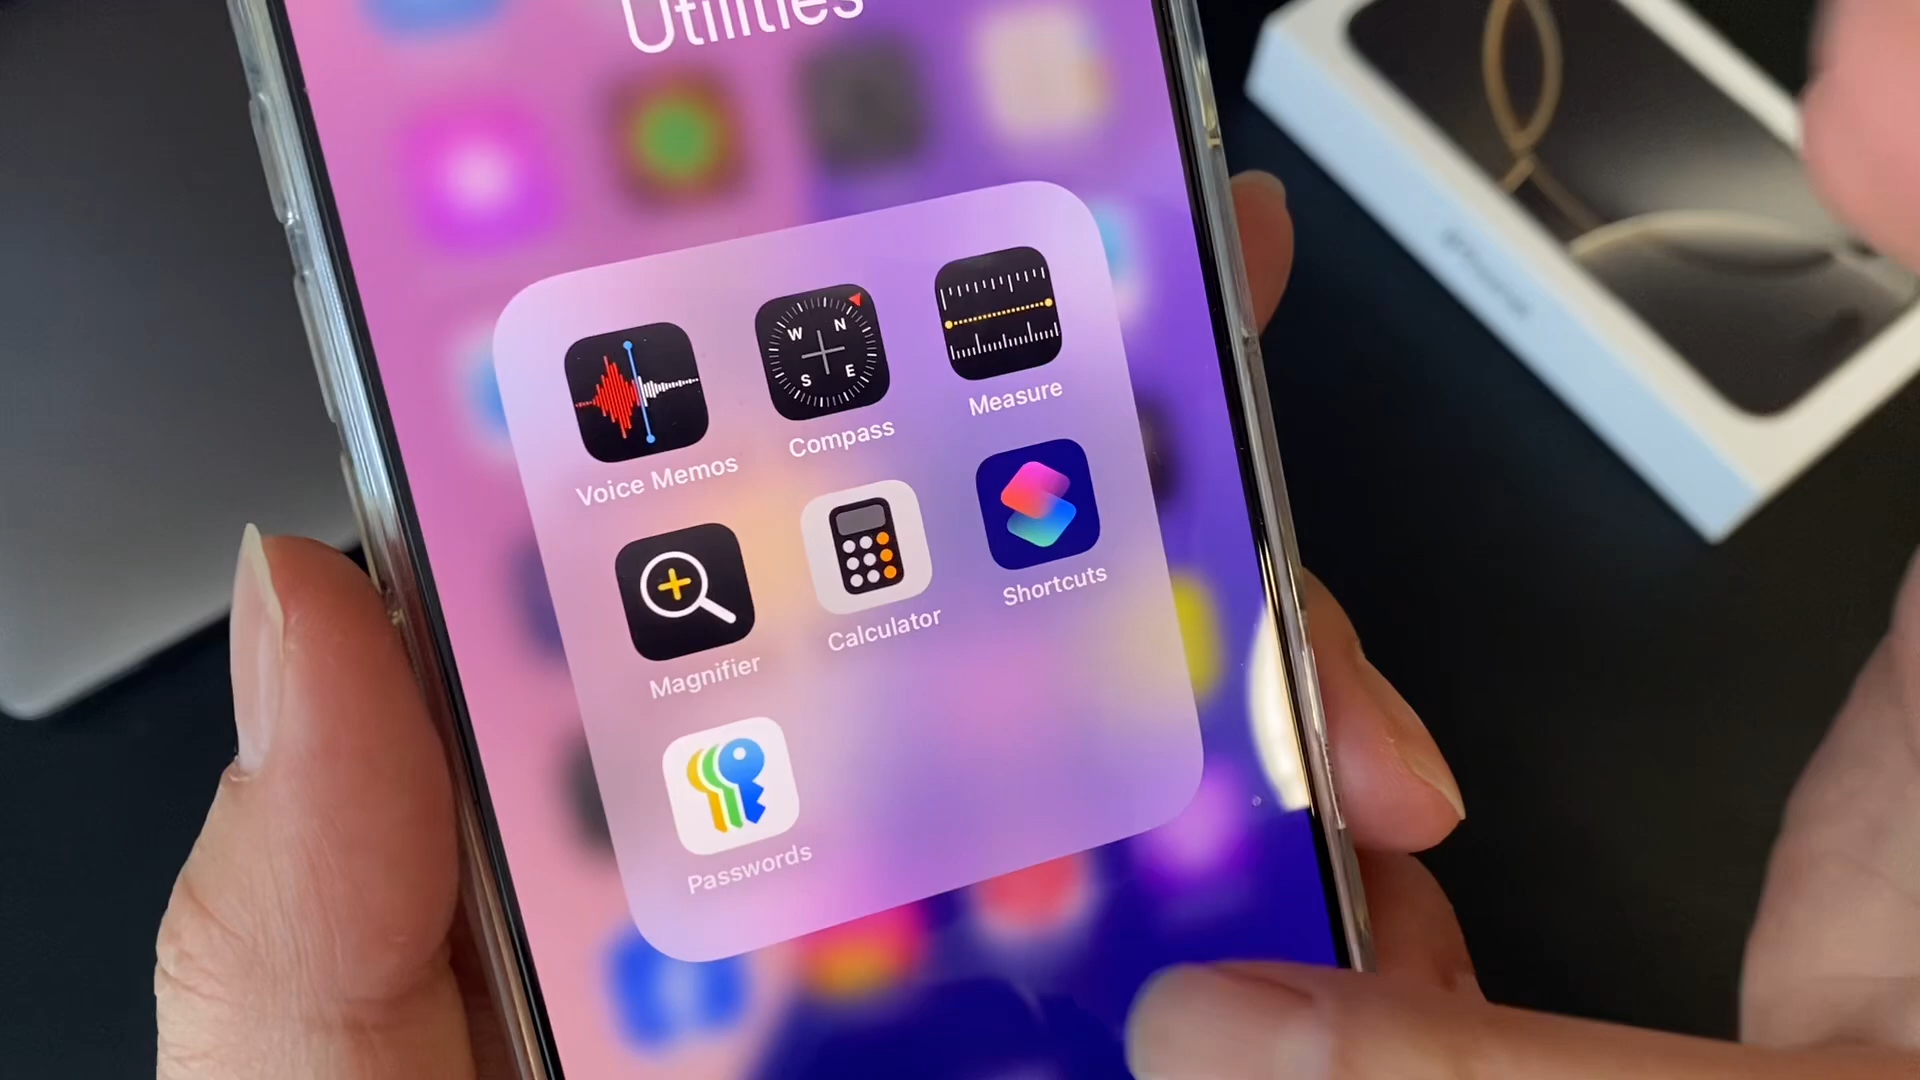 Utilities
W N
S E
Voice Memos
Compass
Measure
Magnifier
Calculator
Shortcuts
Passwords